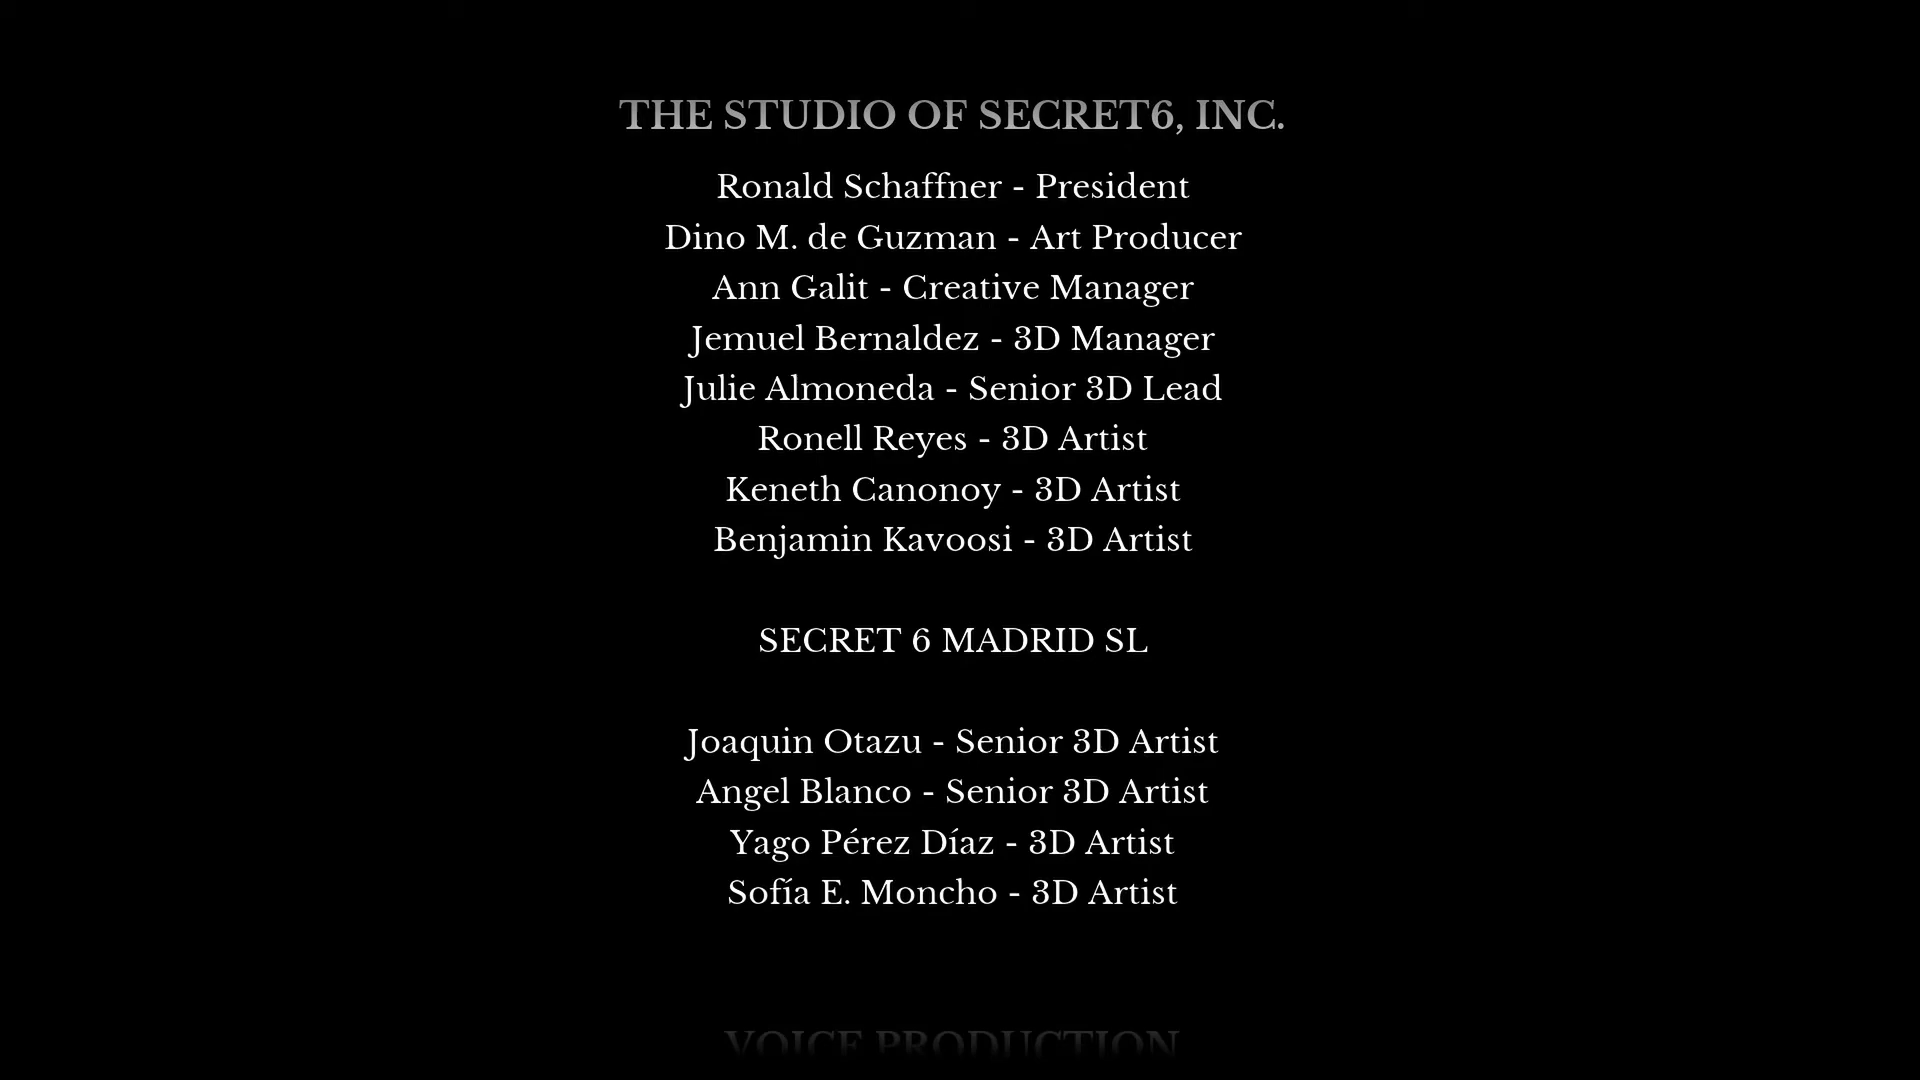 THE STUDIO OF SECRET6, INC.
Ronald Schaffner - President
Dino M. de Guzman - Art Producer
Ann Galit - Creative Manager
Jemuel Bernaldez - 3D Manager
Julie Almoneda - Senior 3D Lead
Ronell Reyes - 3D Artist
Keneth Canonoy - 3D Artist
Benjamin Kavoosi - 3D Artist
SECRET 6 MADRID SL
Joaquin Otazu - Senior 3D Artist
Angel Blanco - Senior 3D Artist
Yago Pérez Díaz - 3D Artist
Sofía E. Moncho - 3D Artist
VOICE PRODUCTION